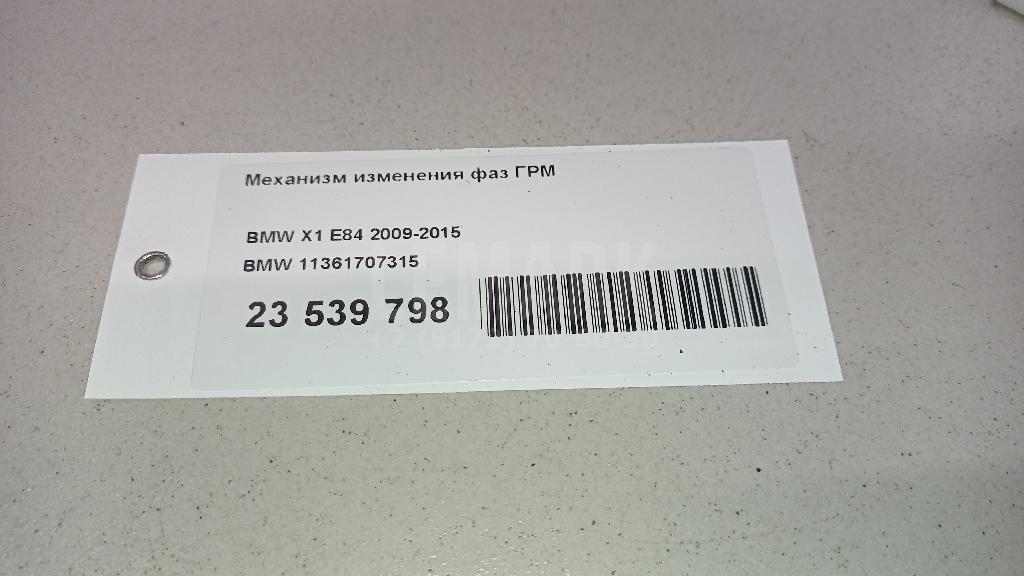 Механизм изменения фаз ГРМ
BMW X1 E84 2009-2015
BMW 11361707315
23 539 798